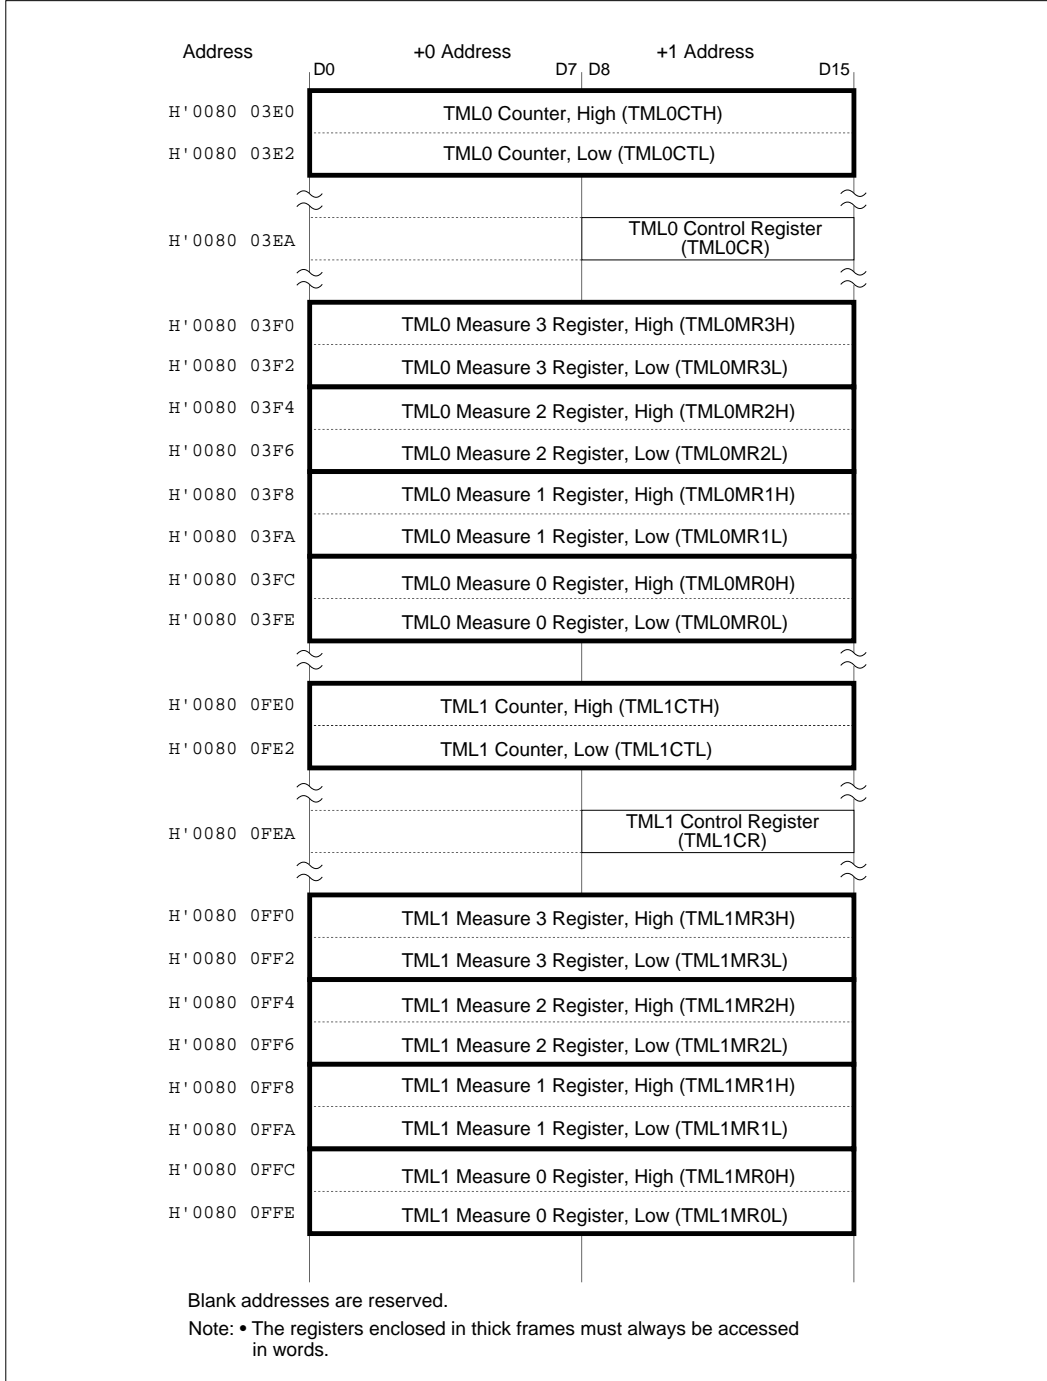 Address +0 Address +1 Address
D0 D7 D8 D15
H'0080 03E0 TML0 Counter, High (TML0CTH)
H'0080 03E2 TML0 Counter, Low (TML0CTL)
H'0080 03EA TML0 Control Register
(TML0CR)
H'0080 03F0 TML0 Measure 3 Register, High (TML0MR3H)
H'0080 03F2 TML0 Measure 3 Register, Low (TML0MR3L)
H'0080 03F4 TML0 Measure 2 Register, High (TML0MR2H)
H'0080 03F6 TML0 Measure 2 Register, Low (TML0MR2L)
H'0080 03F8 TML0 Measure 1 Register, High (TML0MR1H)
H'0080 03FA TML0 Measure 1 Register, Low (TML0MR1L)
H'0080 03FC TML0 Measure 0 Register, High (TML0MR0H)
H'0080 03FE TML0 Measure 0 Register, Low (TML0MR0L)
H'0080 0FE0 TML1 Counter, High (TML1CTH)
H'0080 0FE2 TML1 Counter, Low (TML1CTL)
H'0080 0FEA TML1 Control Register
(TML1CR)
H'0080 0FF0 TML1 Measure 3 Register, High (TML1MR3H)
H'0080 0FF2 TML1 Measure 3 Register, Low (TML1MR3L)
H'0080 0FF4 TML1 Measure 2 Register, High (TML1MR2H)
H'0080 0FF6 TML1 Measure 2 Register, Low (TML1MR2L)
H'0080 0FF8 TML1 Measure 1 Register, High (TML1MR1H)
H'0080 0FFA TML1 Measure 1 Register, Low (TML1MR1L)
H'0080 0FFC TML1 Measure 0 Register, High (TML1MR0H)
H'0080 0FFE TML1 Measure 0 Register, Low (TML1MR0L)
Blank addresses are reserved.
Note: • The registers enclosed in thick frames must always be accessed
in words.